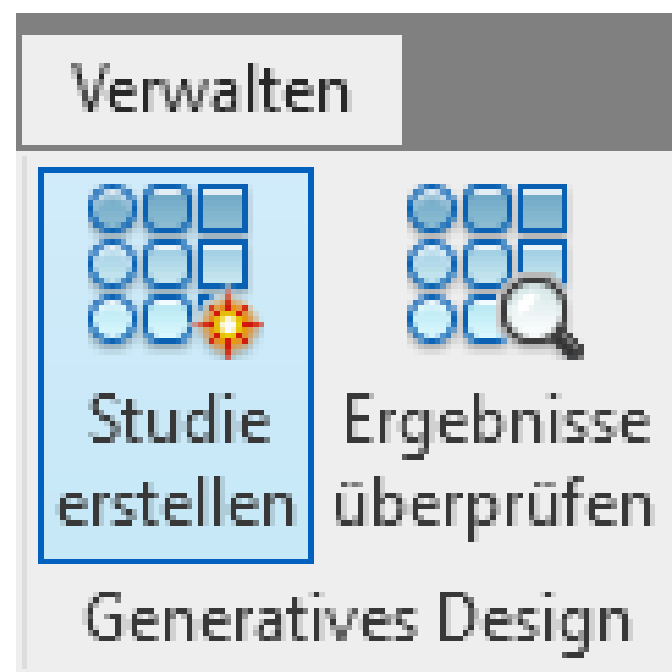 Verwalten
Studie
erstellen
Ergebnisse
überprüfen
Generatives Design